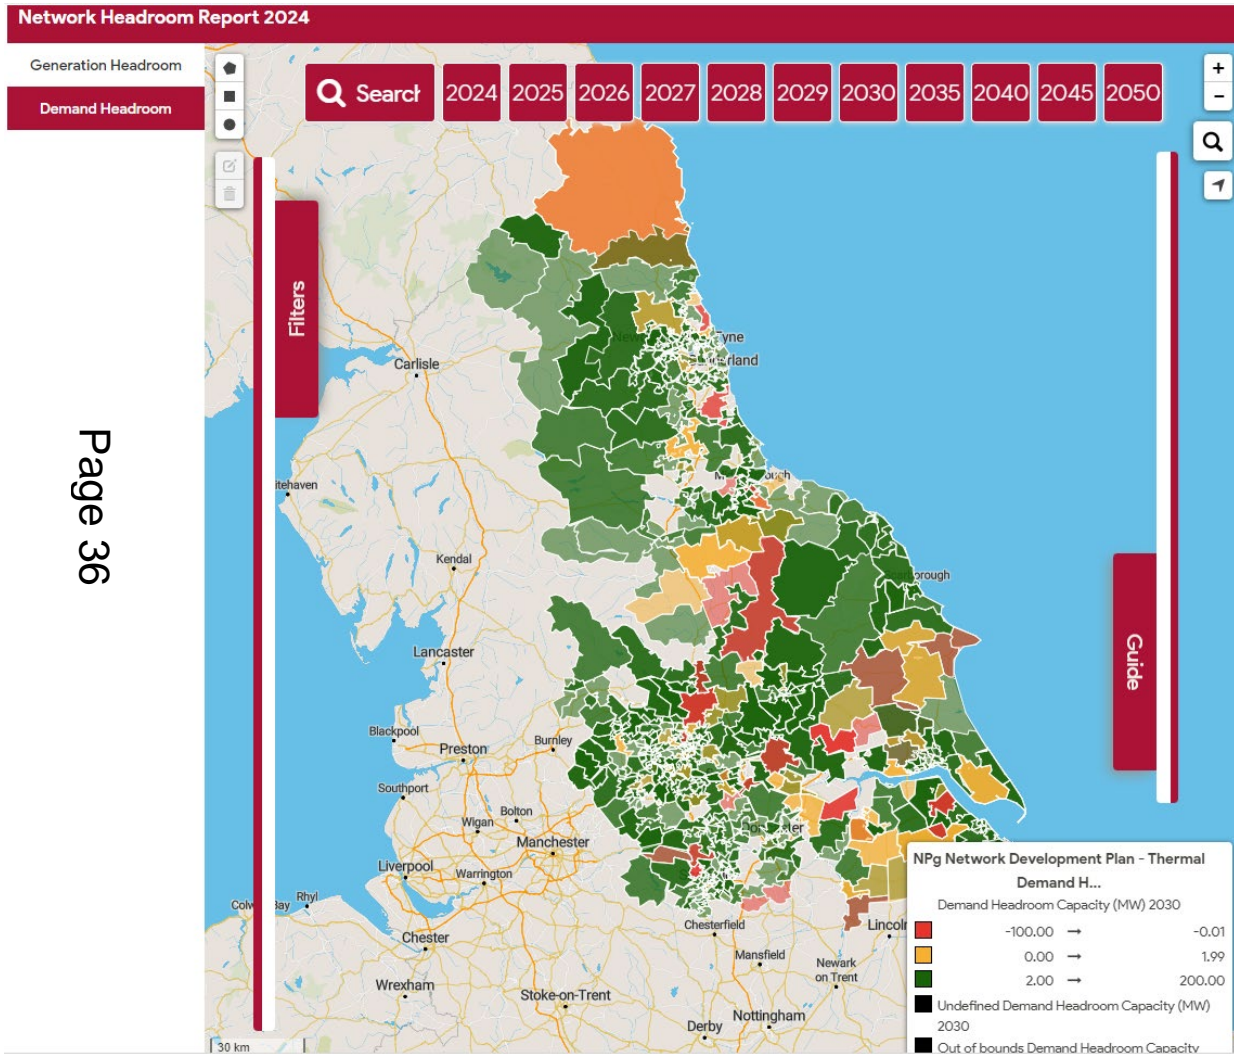 Network Headroom Report 2024
Generation Headroom
Demand Headroom
Search
2024
2025
2026
2027
2028
2029
2030
2035
2040
2045
2050
+
-
Filters
Guide
Page 36
Carlisle
Kendal
Lancaster
Blackpool
Preston
Burnley
Southport
Bolton
Wigan
Manchester
Liverpool
Warrington
Rhyl
Chester
Wrexham
Stoke-on-Trent
Chesterfield
Mansfield
Newark
on Trent
Nottingham
Derby
30 km
NPg Network Development Plan - Thermal
Demand H...
Demand Headroom Capacity (MW) 2030
-100.00 → -0.01
0.00 → 1.99
2.00 → 200.00
Undefined Demand Headroom Capacity (MW)
2030
Out of bounds Demand Headroom Capacity